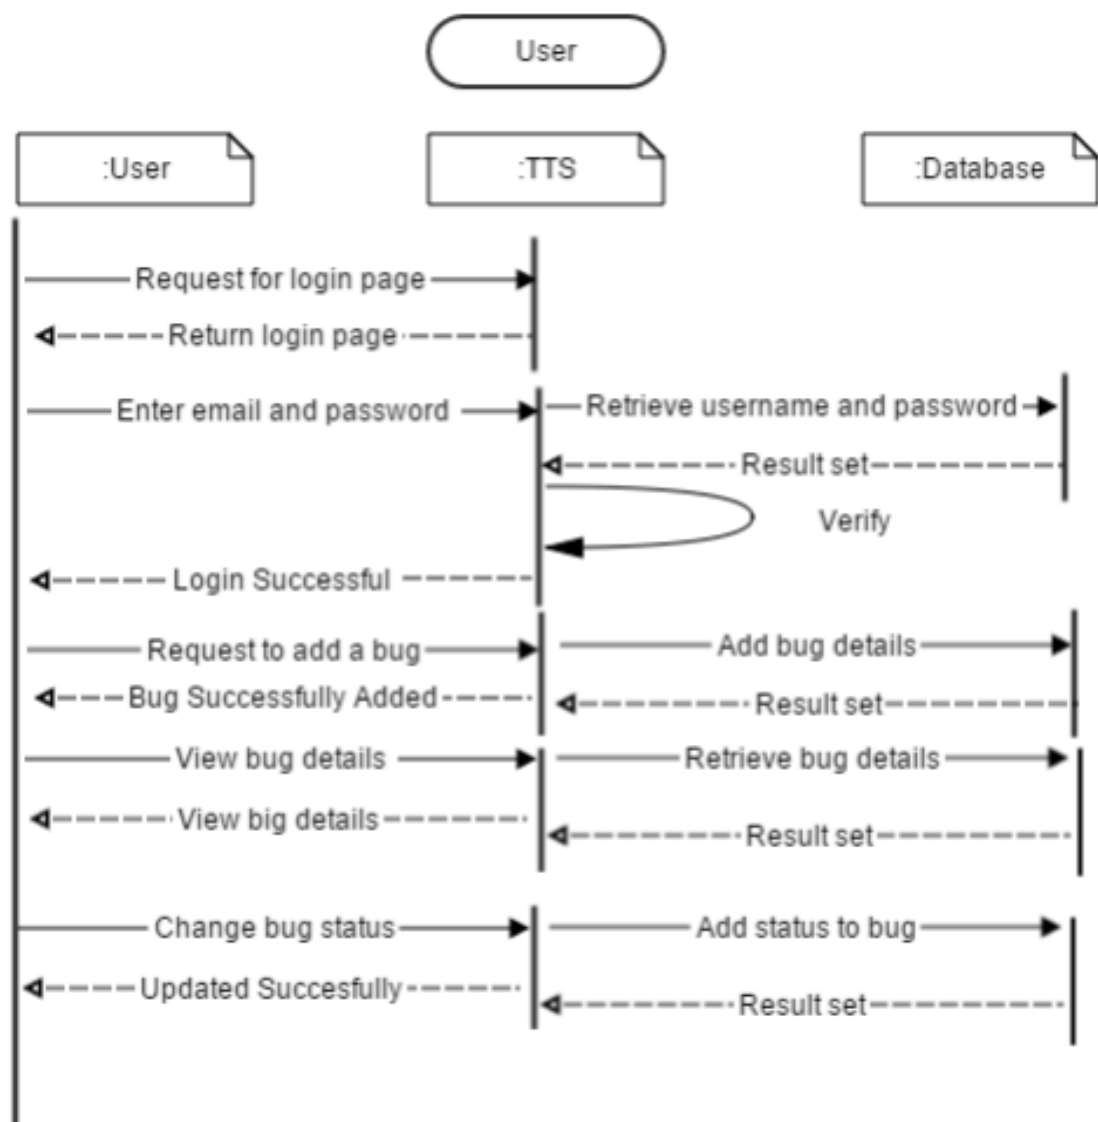 User
:User
:TTS
:Database
Request for login page
Return login page
Enter email and password
Retrieve username and password
Result set
Verify
Login Successful
Request to add a bug
Add bug details
Bug Successfully Added
Result set
View bug details
Retrieve bug details
View big details
Result set
Change bug status
Add status to bug
Updated Succesfully
Result set